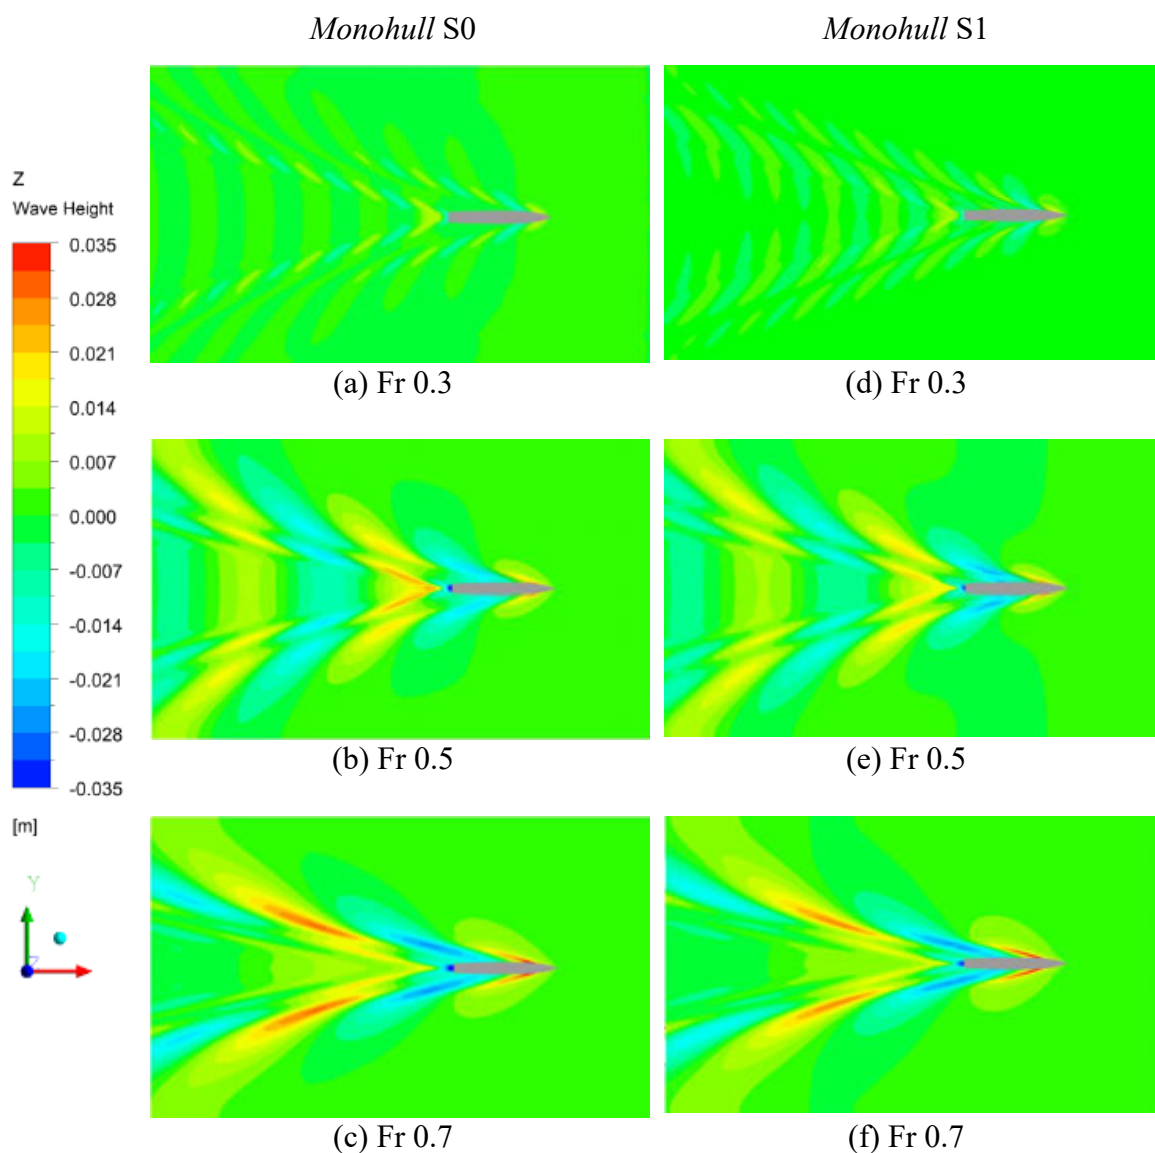 Monohull S0
Monohull S1
Z
Wave Height
0.035
0.028
0.021
0.014
0.007
0.000
-0.007
-0.014
-0.021
-0.028
-0.035
[m]
Y
Z
(a) Fr 0.3
(d) Fr 0.3
(b) Fr 0.5
(e) Fr 0.5
(c) Fr 0.7
(f) Fr 0.7